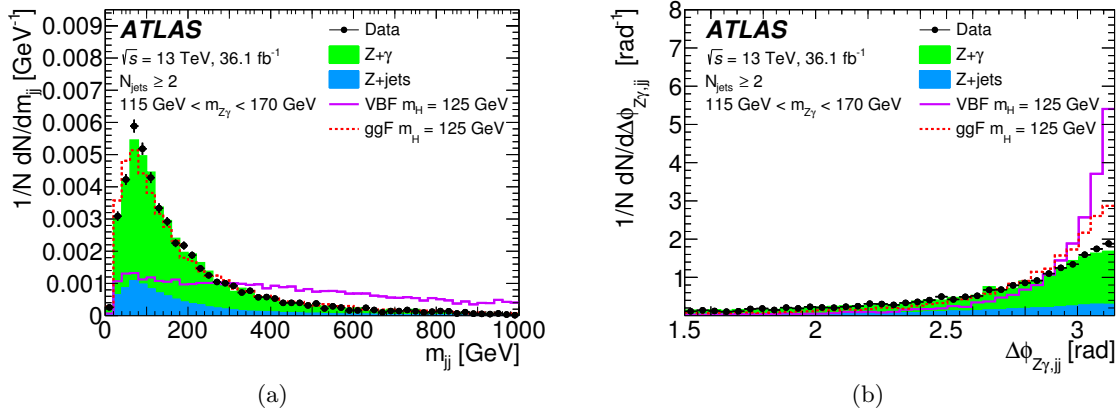 ATLAS
√s = 13 TeV, 36.1 fb⁻¹
N_jets ≥ 2
115 GeV < m_Zγ < 170 GeV
Data
Z+γ
Z+jets
VBF m_H = 125 GeV
ggF m_H = 125 GeV
1/N dN/dm_jj [GeV⁻¹]
0.009
0.008
0.007
0.006
0.005
0.004
0.003
0.002
0.001
0
0 200 400 600 800 1000
m_jj [GeV]
(a)
ATLAS
√s = 13 TeV, 36.1 fb⁻¹
N_jets ≥ 2
115 GeV < m_Zγ < 170 GeV
Data
Z+γ
Z+jets
VBF m_H = 125 GeV
ggF m_H = 125 GeV
1/N dN/dΔϕ_Zγ,jj [rad⁻¹]
8
7
6
5
4
3
2
1
0
1.5 2 2.5 3
Δϕ_Zγ,jj [rad]
(b)